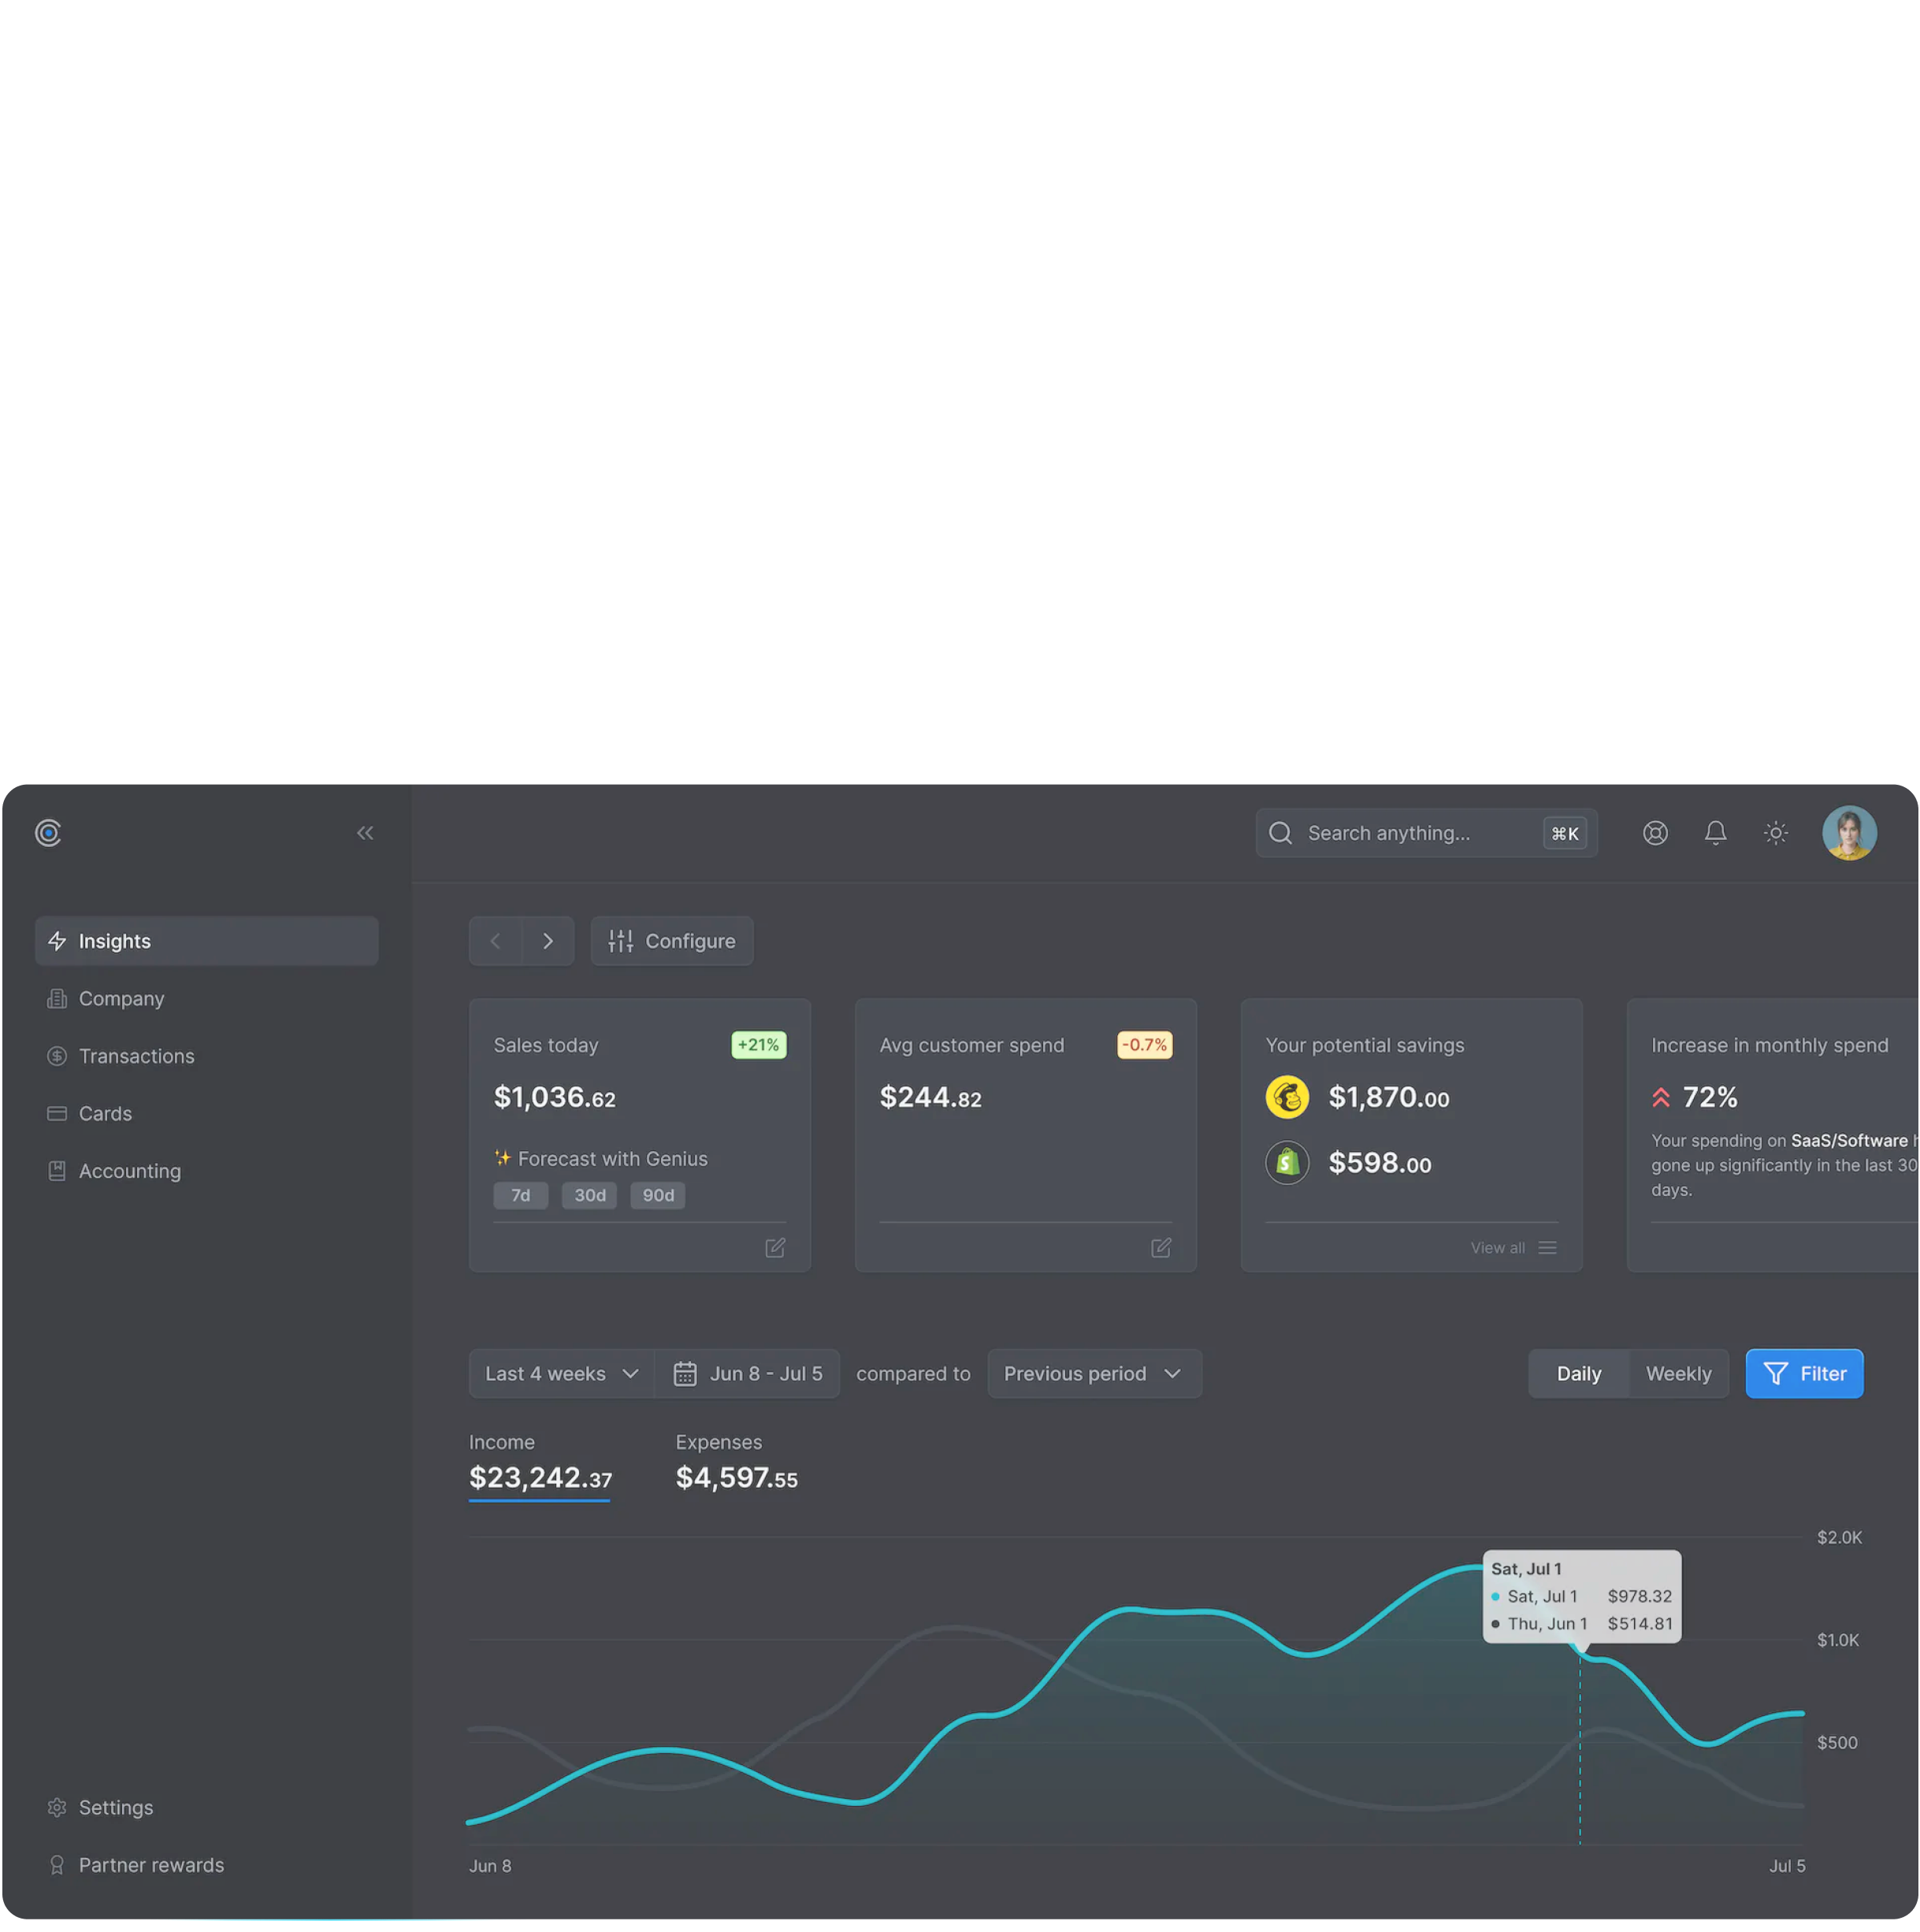 Search anything...
⌘K
Insights
Company
Transactions
Cards
Accounting
Settings
Partner rewards
Configure
Sales today
+21%
$1,036.62
✨ Forecast with Genius
7d 30d 90d
Avg customer spend
-0.7%
$244.82
Your potential savings
$1,870.00
$598.00
View all
Increase in monthly spend
72%
Your spending on SaaS/Software
gone up significantly in the last 30
days.
Last 4 weeks
Jun 8 - Jul 5
compared to
Previous period
Daily
Weekly
Filter
Income
$23,242.37
Expenses
$4,597.55
$2.0K
Sat, Jul 1
Sat, Jul 1 $978.32
Thu, Jun 1 $514.81
$1.0K
$500
Jun 8
Jul 5